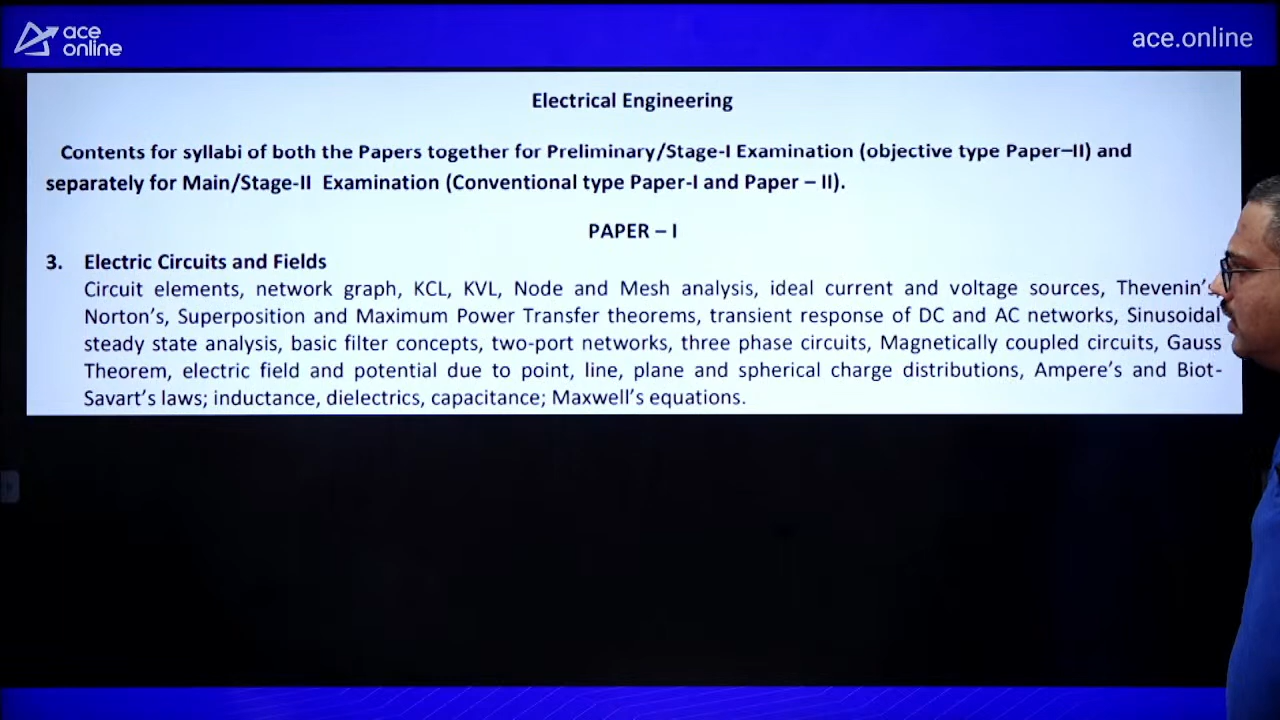 ace
online
ace.online
Electrical Engineering
Contents for syllabi of both the Papers together for Preliminary/Stage-I Examination (objective type Paper–II) and
separately for Main/Stage-II Examination (Conventional type Paper-I and Paper – II).
PAPER – I
3. Electric Circuits and Fields
Circuit elements, network graph, KCL, KVL, Node and Mesh analysis, ideal current and voltage sources, Thevenin's,
Norton's, Superposition and Maximum Power Transfer theorems, transient response of DC and AC networks, Sinusoidal
steady state analysis, basic filter concepts, two-port networks, three phase circuits, Magnetically coupled circuits, Gauss
Theorem, electric field and potential due to point, line, plane and spherical charge distributions, Ampere's and Biot-
Savart's laws; inductance, dielectrics, capacitance; Maxwell's equations.